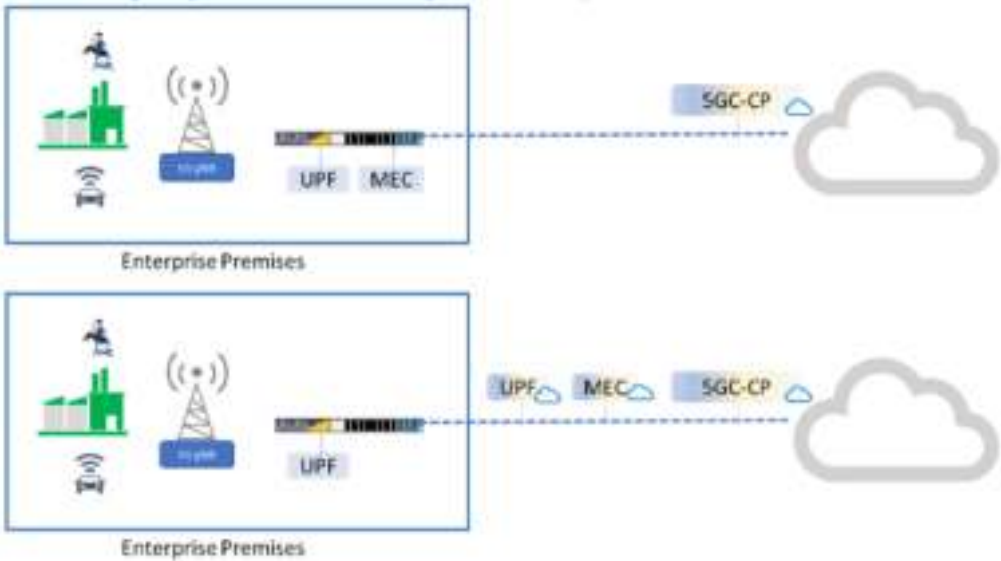 5GC-CP
UPF MEC
Enterprise Premises
UPF MEC 5GC-CP
UPF
Enterprise Premises